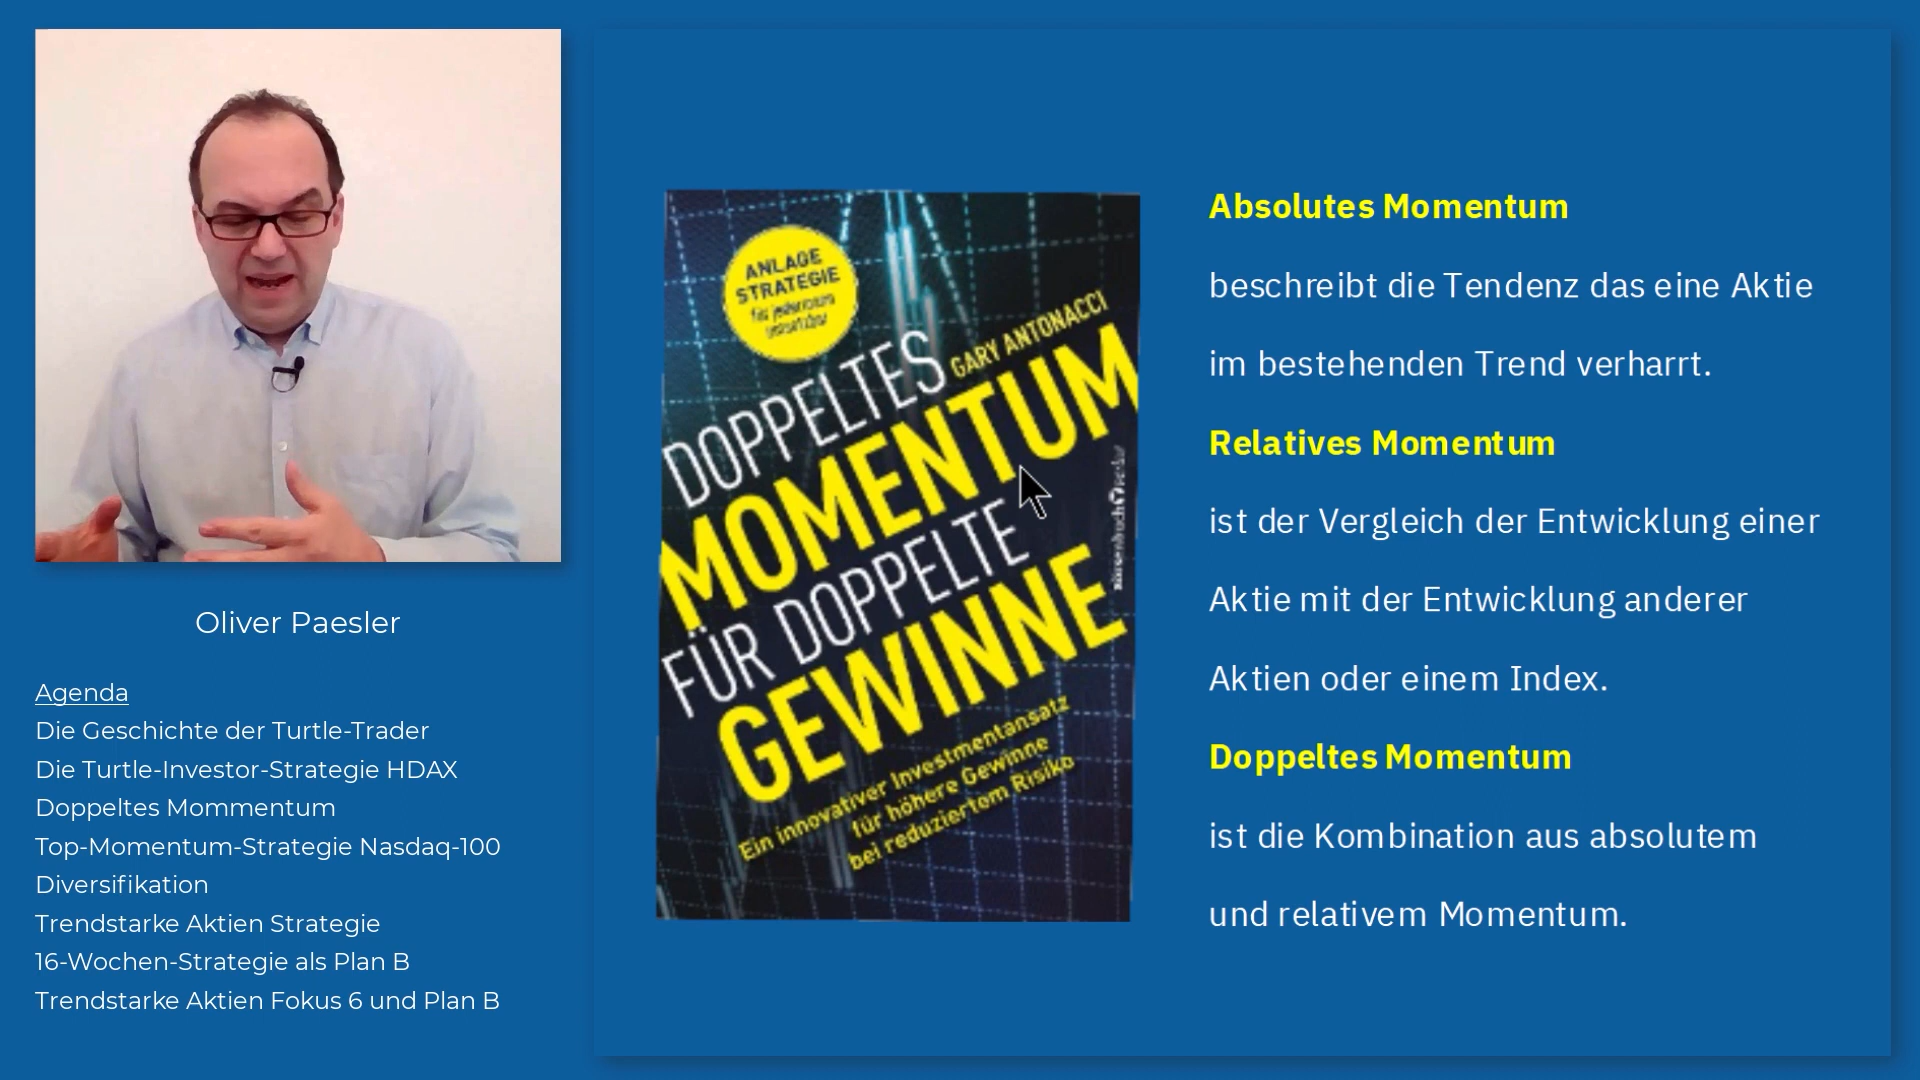 Oliver Paesler
Agenda
Die Geschichte der Turtle-Trader
Die Turtle-Investor-Strategie HDAX
Doppeltes Mommentum
Top-Momentum-Strategie Nasdaq-100
Diversifikation
Trendstarke Aktien Strategie
16-Wochen-Strategie als Plan B
Trendstarke Aktien Fokus 6 und Plan B
ANLAGE
STRATEGIE
für jedermann
umsetzbar
GARY ANTONACCI
DOPPELTES
MOMENTUM
FÜR DOPPELTE
GEWINNE
Ein innovativer Investmentansatz
für höhere Gewinne
bei reduziertem Risiko
Absolutes Momentum
beschreibt die Tendenz das eine Aktie
im bestehenden Trend verharrt.
Relatives Momentum
ist der Vergleich der Entwicklung einer
Aktie mit der Entwicklung anderer
Aktien oder einem Index.
Doppeltes Momentum
ist die Kombination aus absolutem
und relativem Momentum.